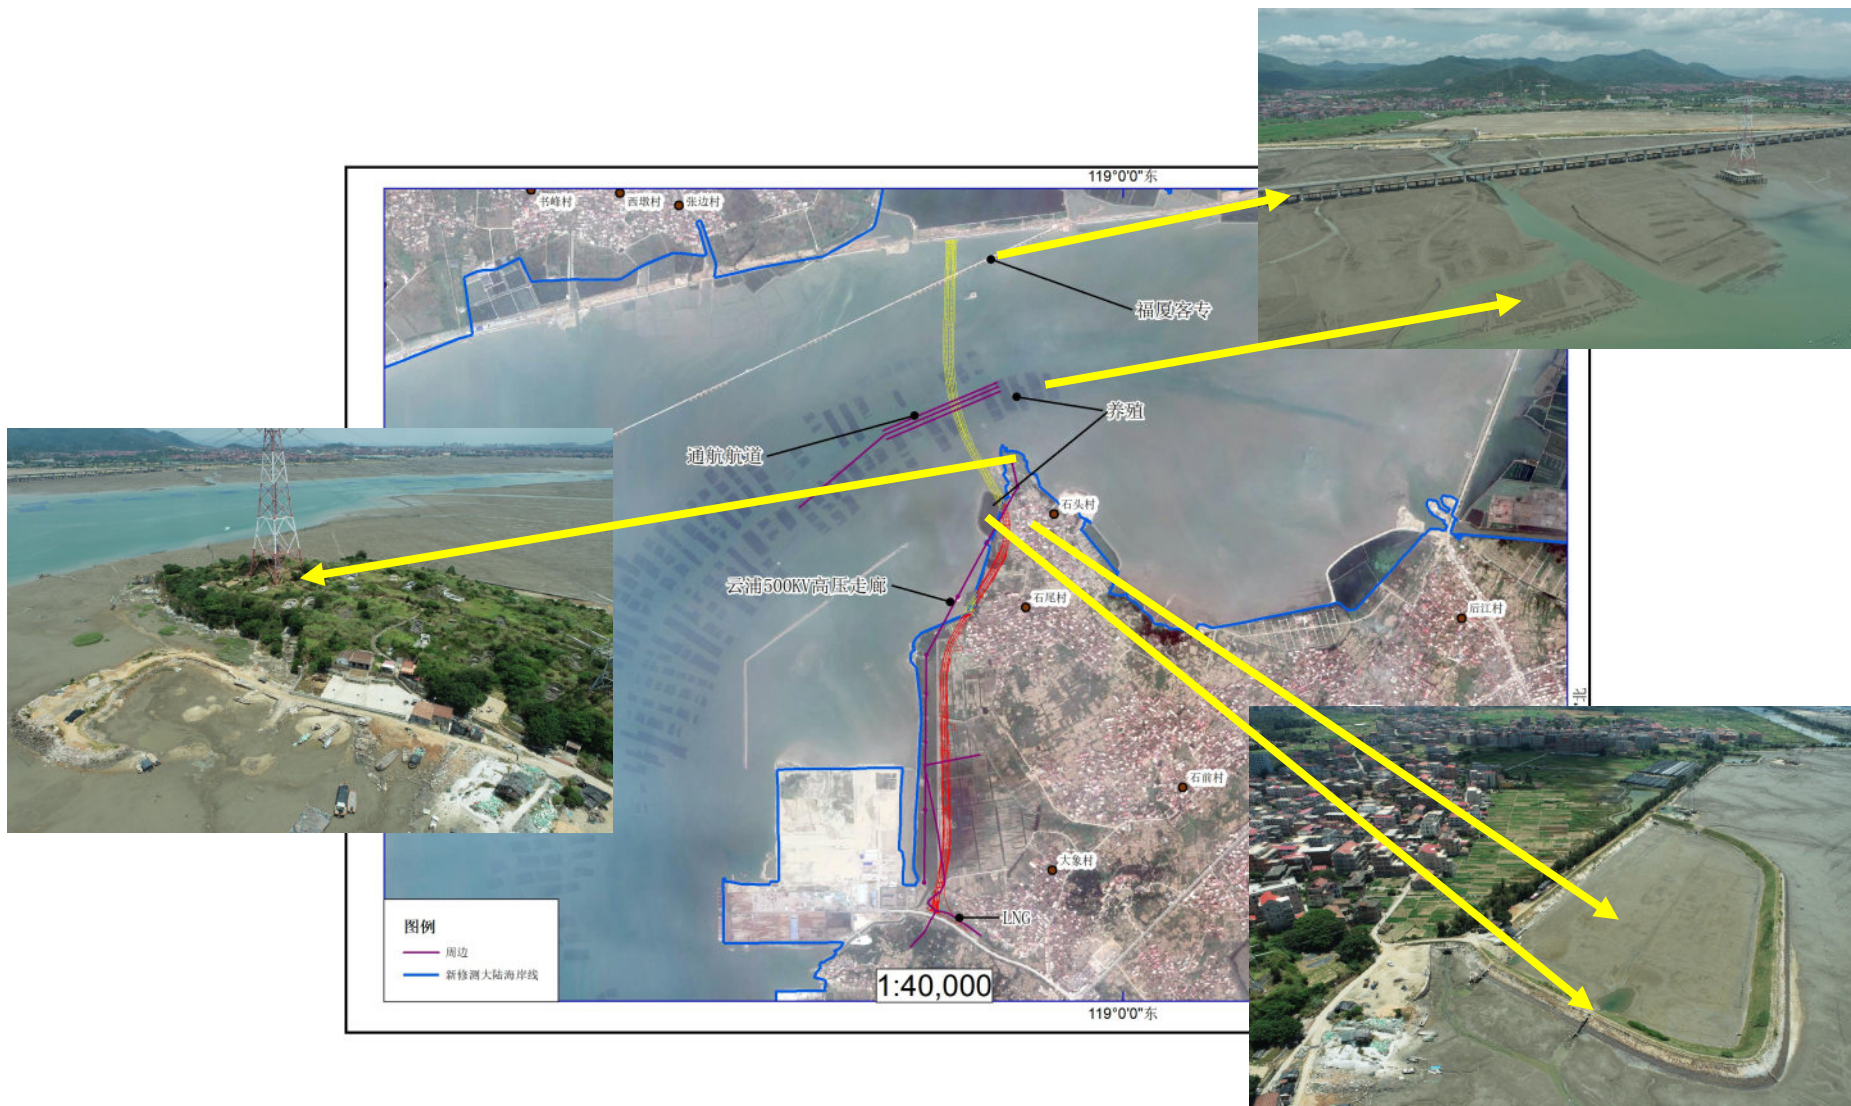 119°0'0"东
书峰村
西墩村
张边村
福厦客专
养殖
通航航道
石头村
云浦500KV高压走廊
石尾村
后江村
北
石前村
大象村
LNG
图例
周边
新修测大陆海岸线
1:40,000
119°0'0"东